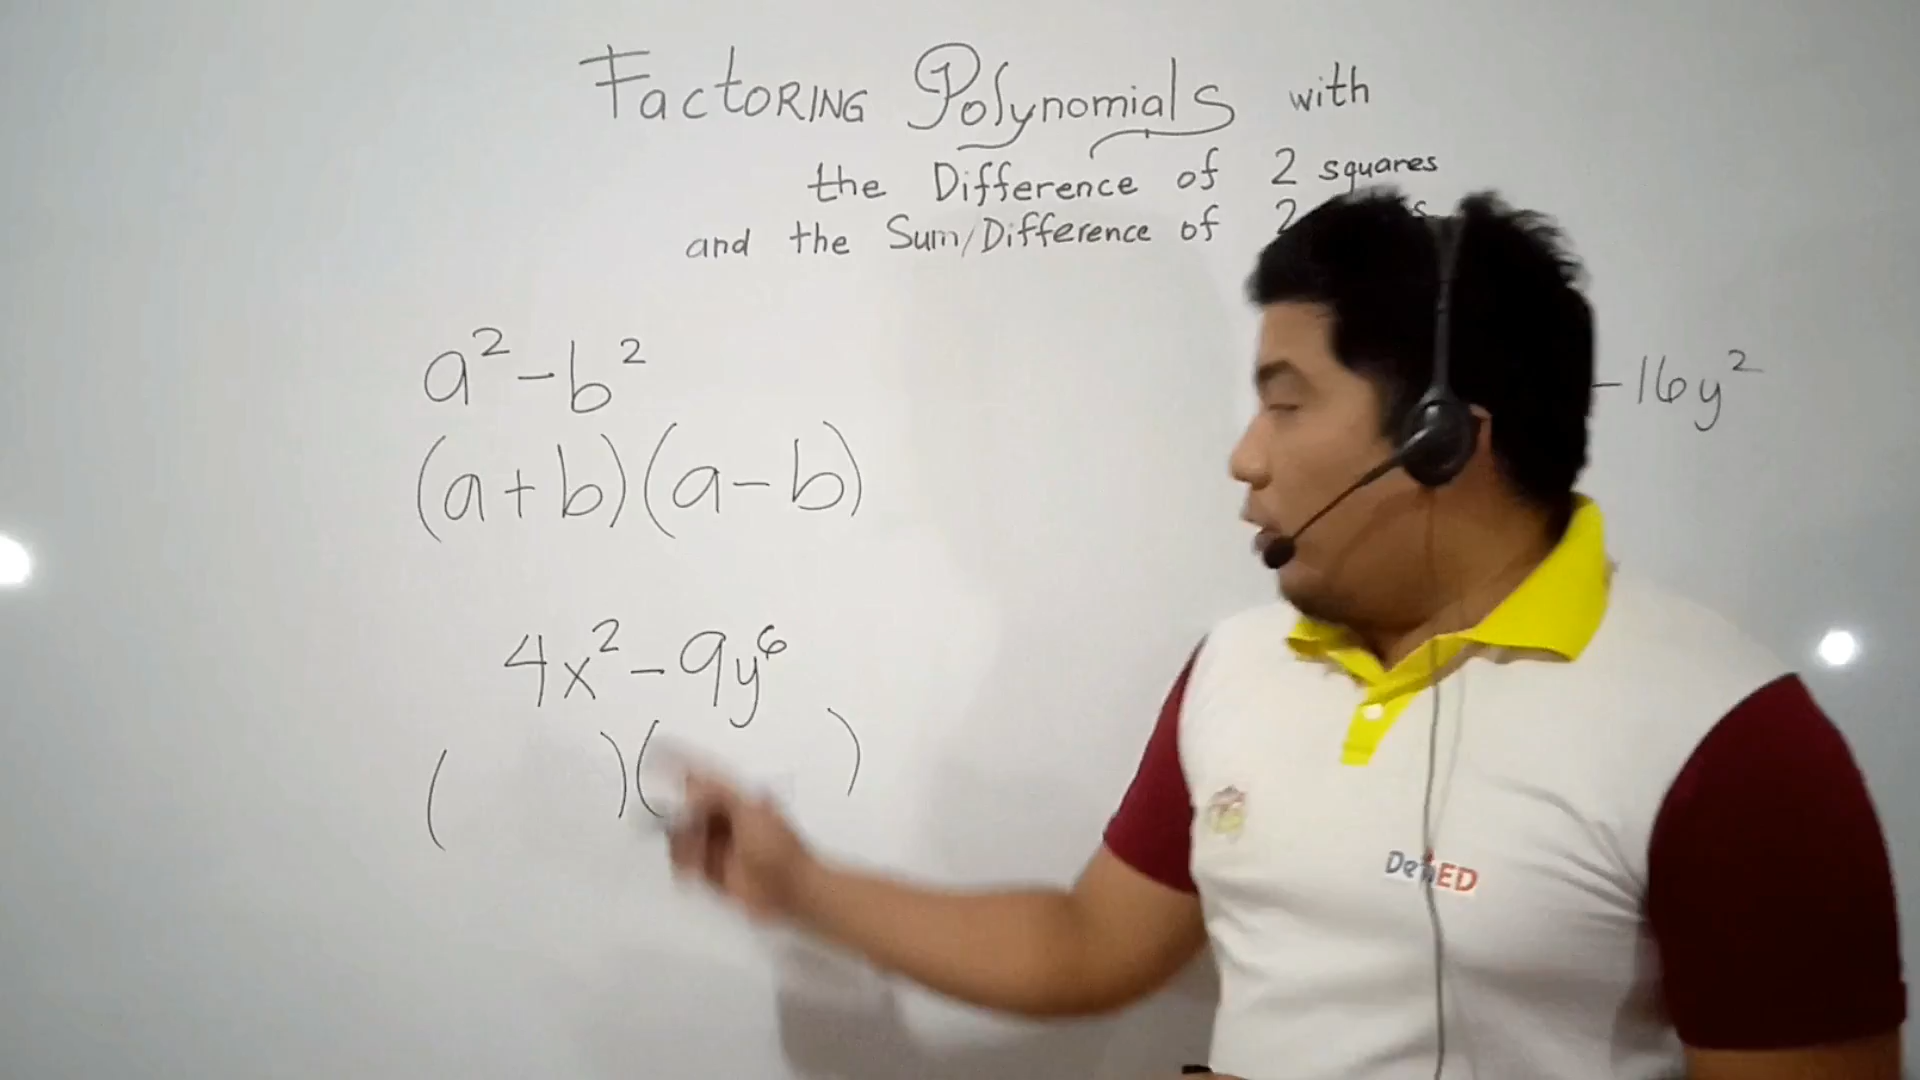 Factoring Polynomials with
the Difference of 2 squares
and the Sum/Difference of 2
a² - b²
(a + b)(a - b)
-16y²
4x² - 9y⁶
( )( )
DepED